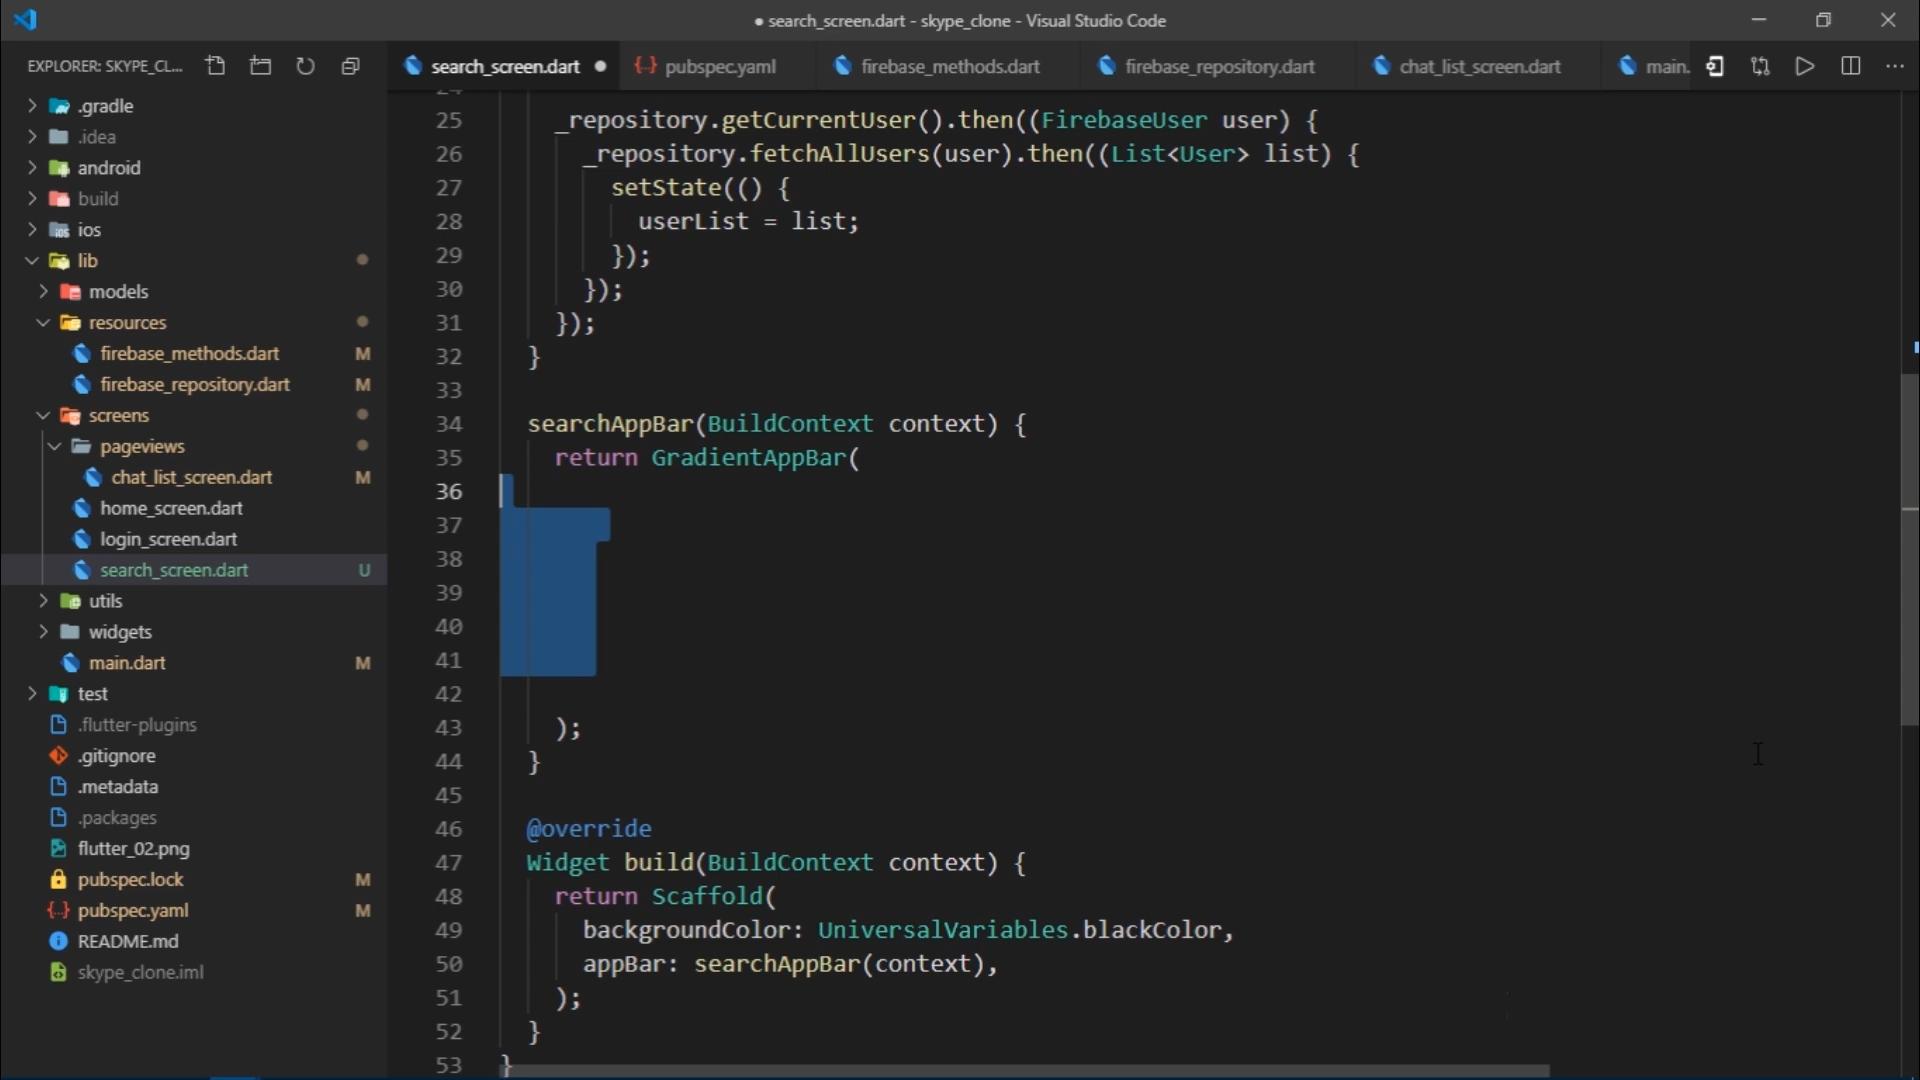 ● search_screen.dart - skype_clone - Visual Studio Code
EXPLORER: SKYPE_CL...
search_screen.dart ●
pubspec.yaml
firebase_methods.dart
firebase_repository.dart
chat_list_screen.dart
main.
.gradle
.idea
android
build
ios
lib
models
resources
firebase_methods.dart M
firebase_repository.dart M
screens
pageviews
chat_list_screen.dart M
home_screen.dart
login_screen.dart
search_screen.dart U
utils
widgets
main.dart M
test
.flutter-plugins
.gitignore
.metadata
.packages
flutter_02.png
pubspec.lock M
pubspec.yaml M
README.md
skype_clone.iml
25 _repository.getCurrentUser().then((FirebaseUser user) {
26 _repository.fetchAllUsers(user).then((List<User> list) {
27 setState(() {
28 userList = list;
29 });
30 });
31 });
32 }
33
34 searchAppBar(BuildContext context) {
35 return GradientAppBar(
36
37
38
39
40
41
42
43 );
44 }
45
46 @override
47 Widget build(BuildContext context) {
48 return Scaffold(
49 backgroundColor: UniversalVariables.blackColor,
50 appBar: searchAppBar(context),
51 );
52 }
53 }